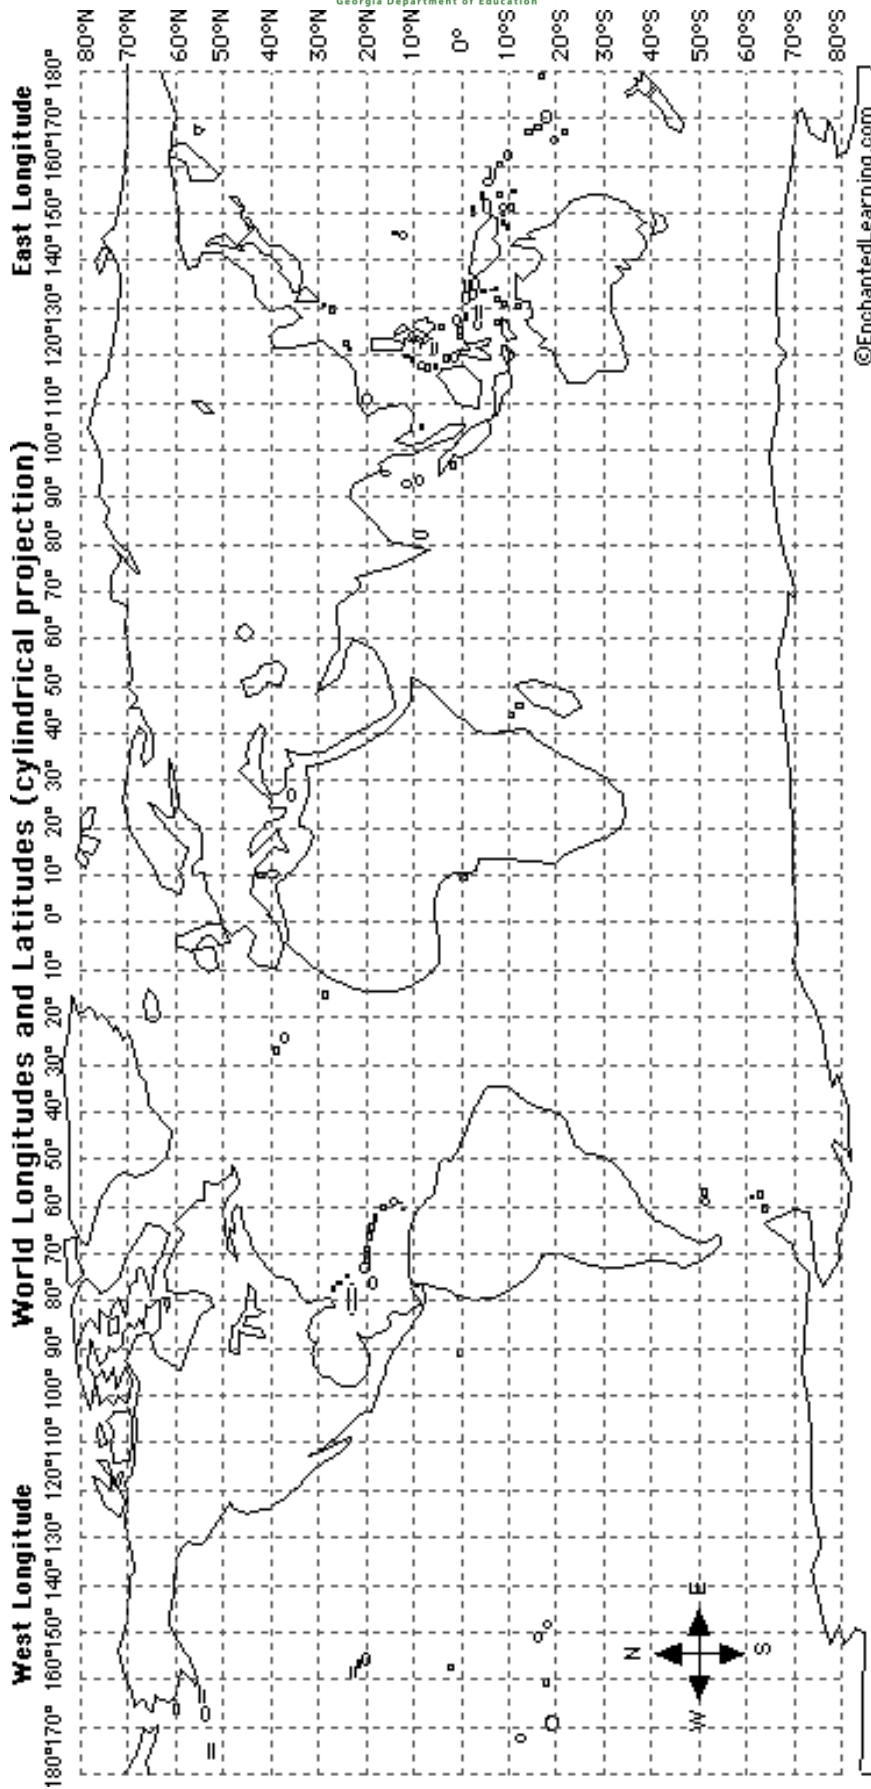 Georgia Department of Education
World Longitudes and Latitudes (cylindrical projection)
West Longitude
East Longitude
180° 170° 160° 150° 140° 130° 120° 110° 100° 90° 80° 70° 60° 50° 40° 30° 20° 10° 0° 10° 20° 30° 40° 50° 60° 70° 80° 90° 100° 110° 120° 130° 140° 150° 160° 170° 180°
80°N
70°N
60°N
50°N
40°N
30°N
20°N
10°N
0°
10°S
20°S
30°S
40°S
50°S
60°S
70°S
80°S
N
W E
S
©EnchantedLearning.com